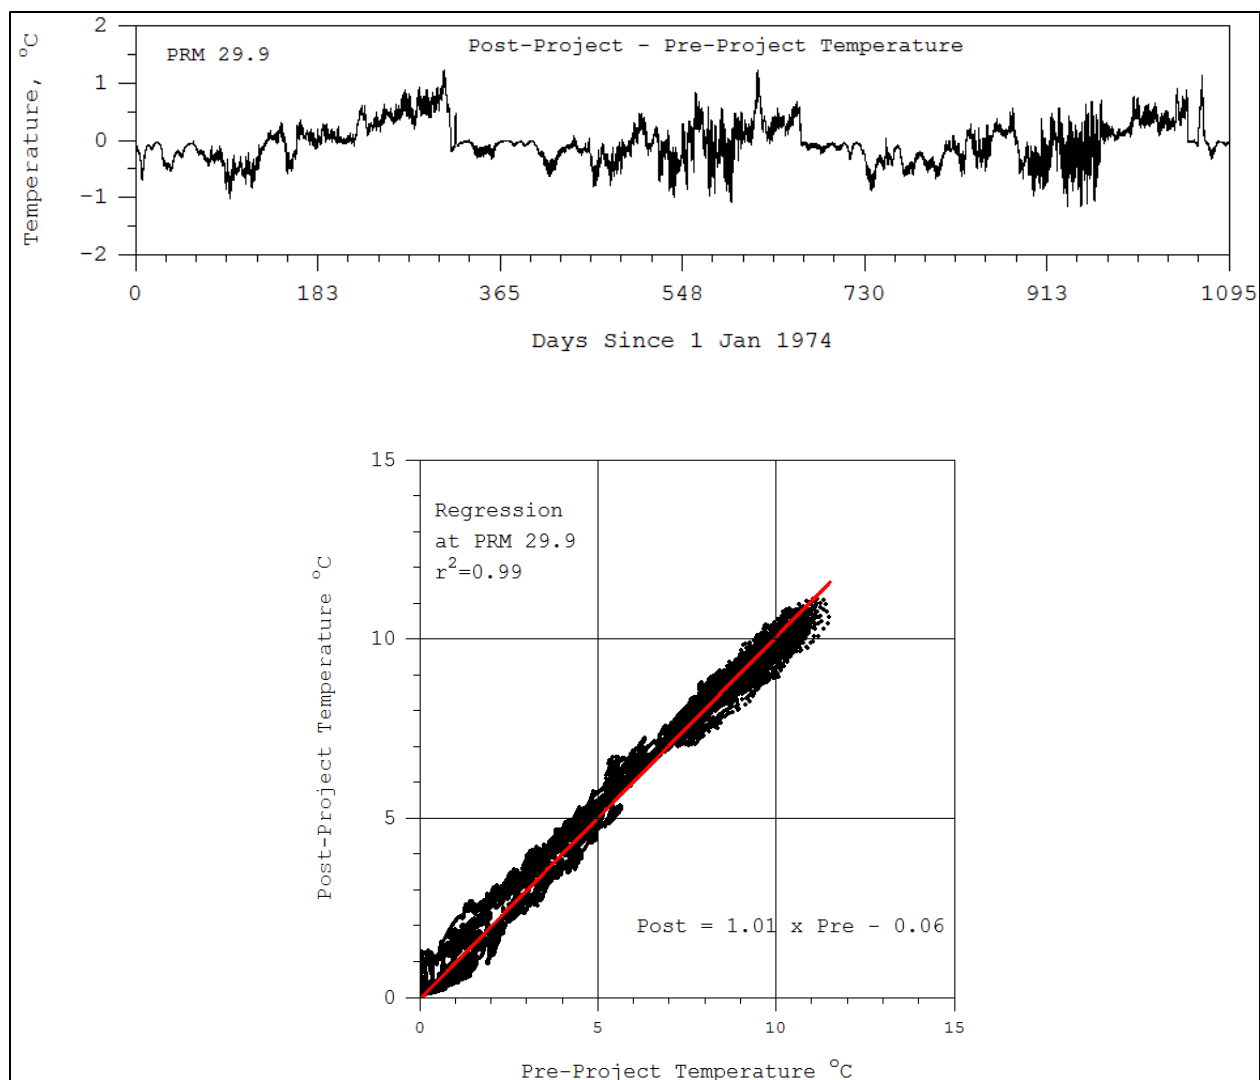 Post-Project - Pre-Project Temperature
PRM 29.9
Temperature, °C
2
1
0
-1
-2
0 183 365 548 730 913 1095
Days Since 1 Jan 1974
15
10
5
0
Post-Project Temperature °C
Regression
at PRM 29.9
r²=0.99
Post = 1.01 x Pre - 0.06
0 5 10 15
Pre-Project Temperature °C